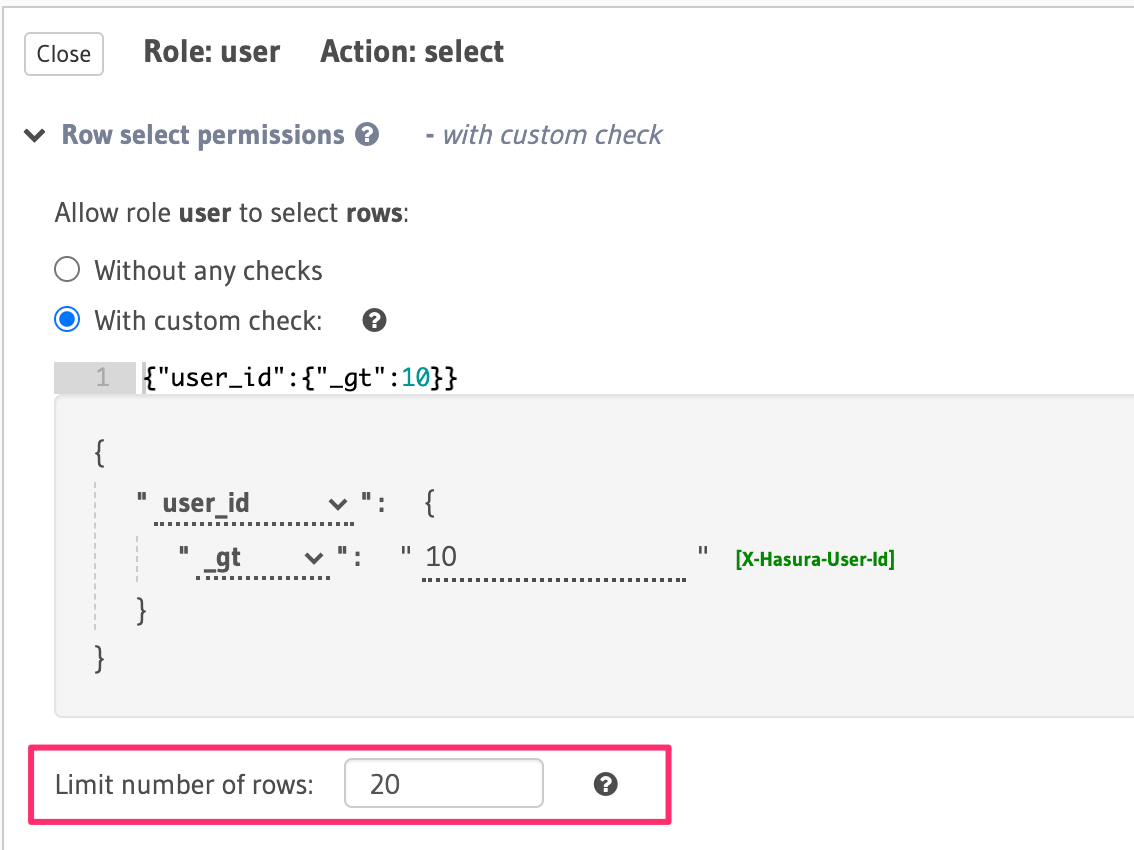 Close Role: user Action: select
Row select permissions ? - with custom check
Allow role user to select rows:
Without any checks
With custom check: ?
1 {"user_id":{"_gt":10}}
{
" user_id ": {
" _gt ": " 10 " [X-Hasura-User-Id]
}
}
Limit number of rows: 20 ?